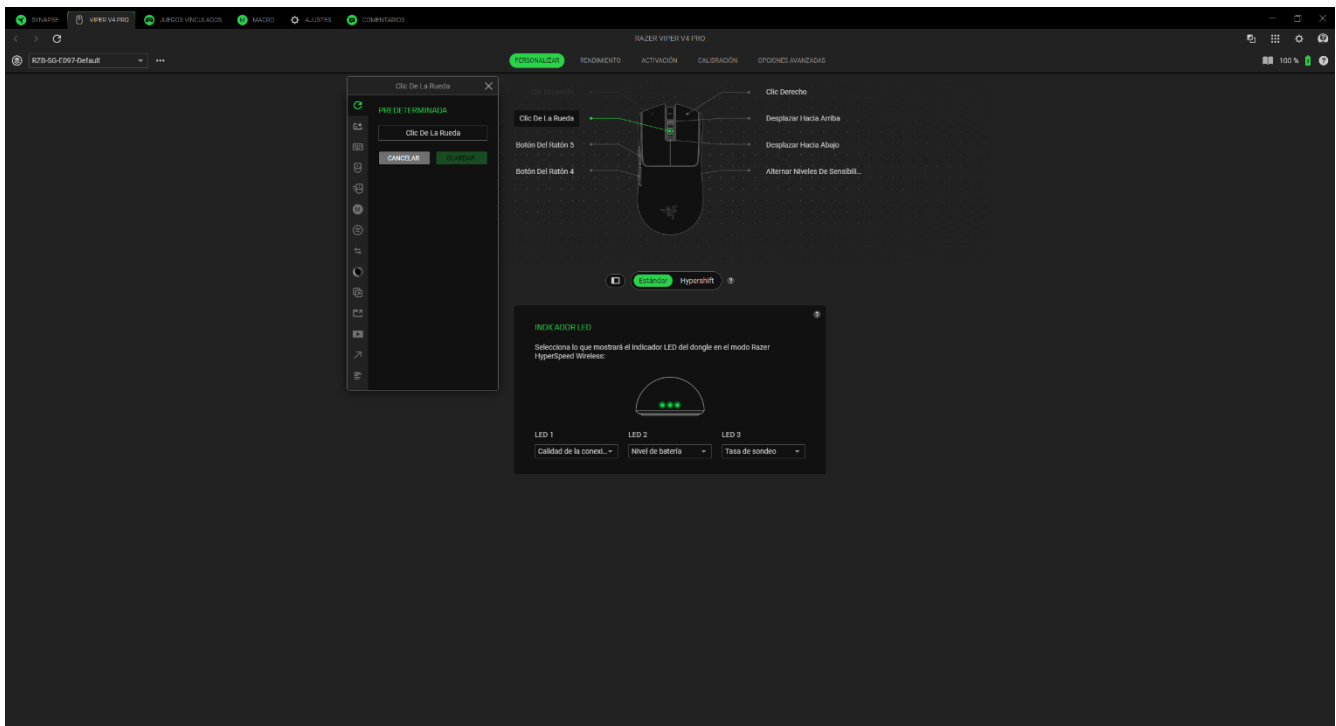 SYNAPSE
VIPER V4 PRO
JUEGOS VINCULADOS
MACRO
AJUSTES
COMENTARIOS
RAZER VIPER V4 PRO
RZB-SG-F097-Default
PERSONALIZAR
RENDIMIENTO
ACTIVACIÓN
CALIBRACIÓN
OPCIONES AVANZADAS
100 %
Clic De La Rueda
PREDETERMINADA
Clic De La Rueda
CANCELAR
GUARDAR
Clic Izquierdo
Clic De La Rueda
Botón Del Ratón 5
Botón Del Ratón 4
Clic Derecho
Desplazar Hacia Arriba
Desplazar Hacia Abajo
Alternar Niveles De Sensibili...
Estándar
Hypershift
INDICADOR LED
Selecciona lo que mostrará el indicador LED del dongle en el modo Razer
HyperSpeed Wireless:
LED 1
LED 2
LED 3
Calidad de la conexi...
Nivel de batería
Tasa de sondeo